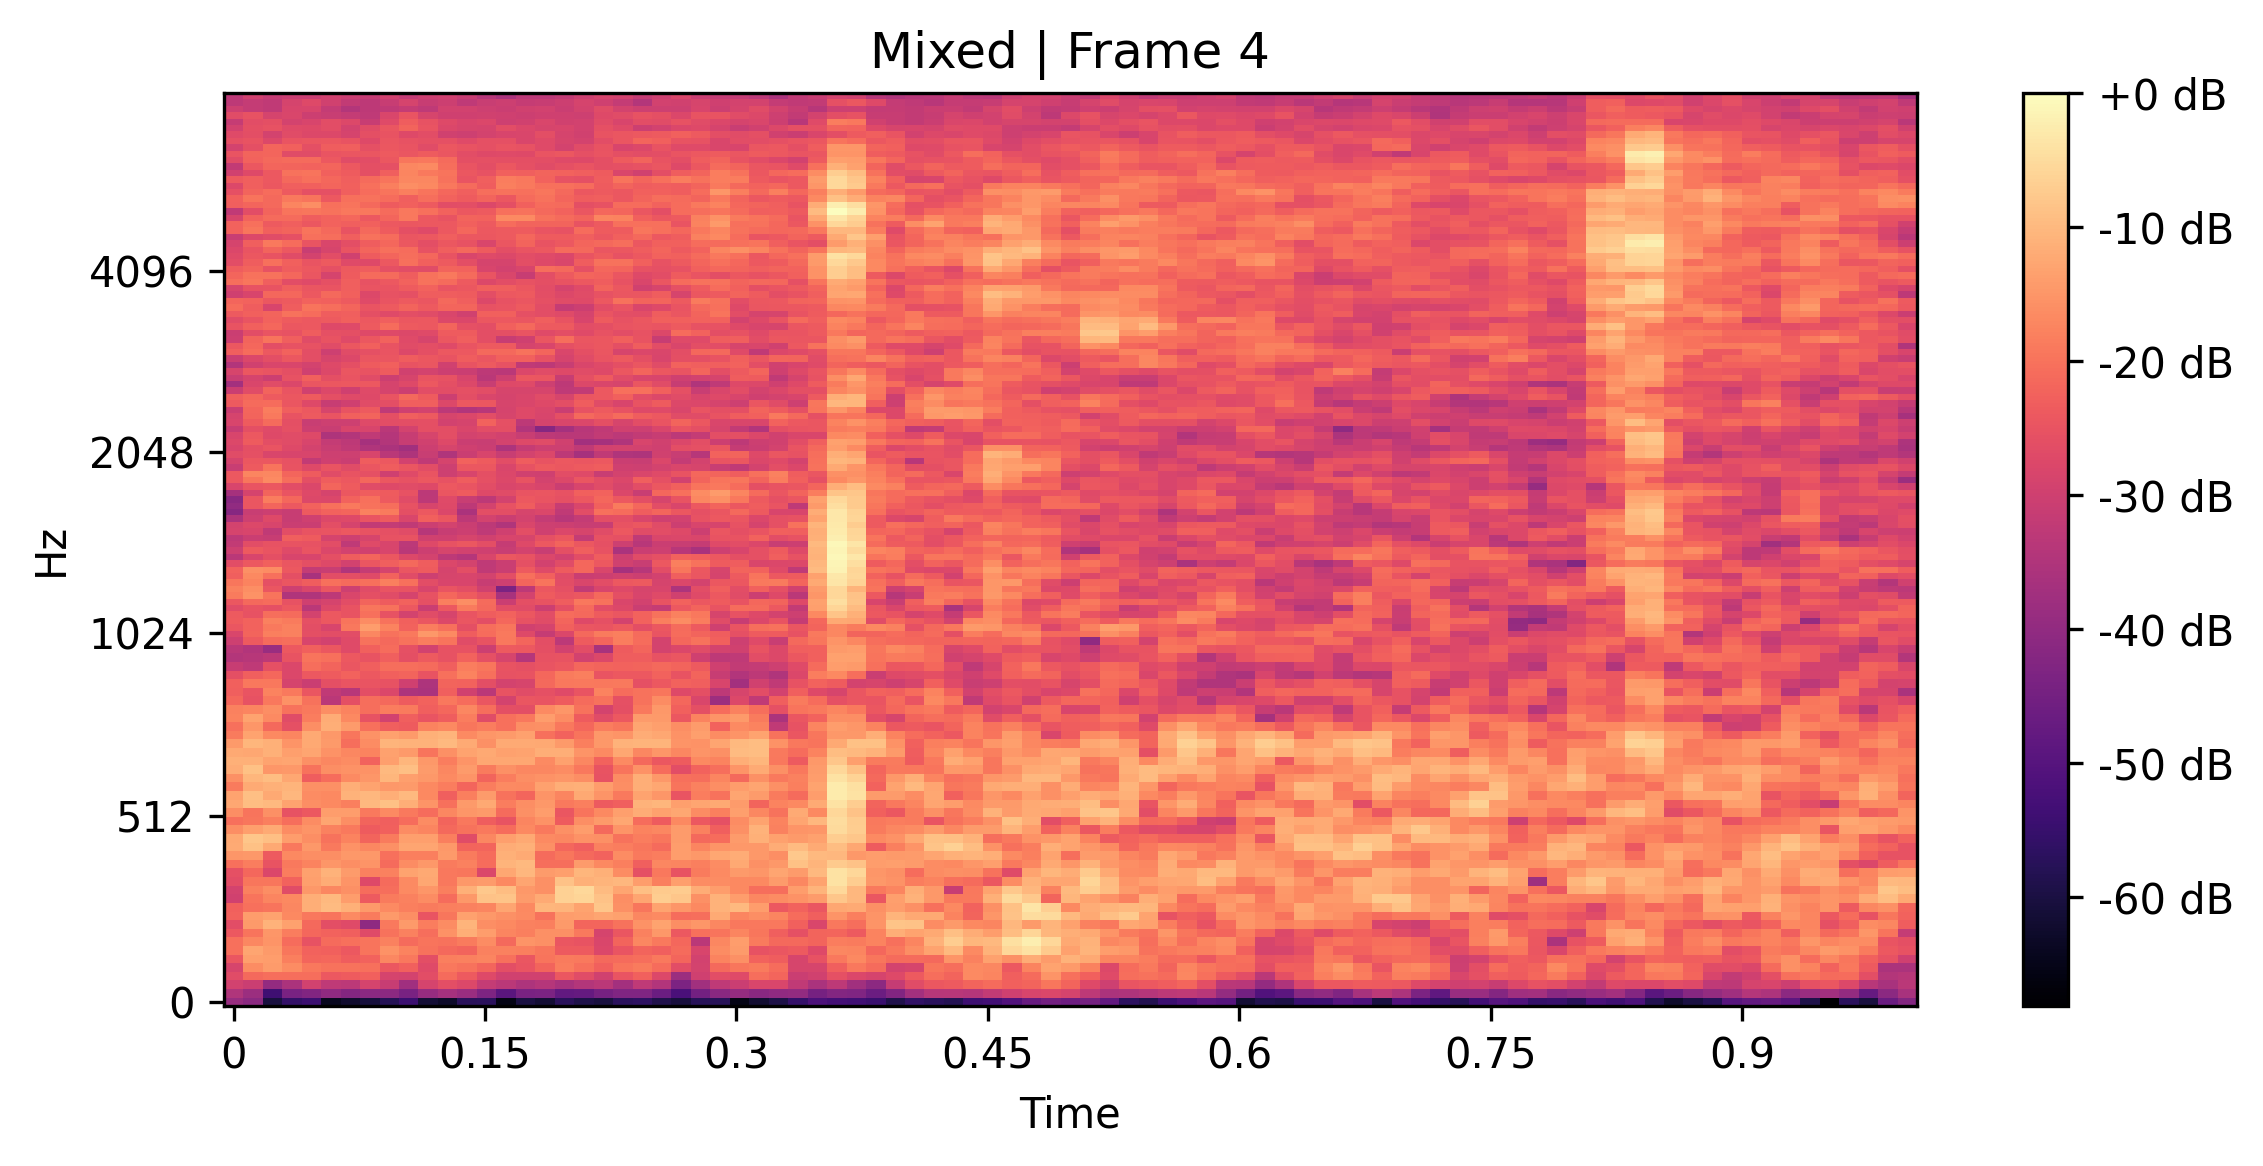 Mixed | Frame 4
+0 dB
-10 dB
-20 dB
-30 dB
-40 dB
-50 dB
-60 dB
4096
2048
1024
512
0
Hz
0 0.15 0.3 0.45 0.6 0.75 0.9
Time